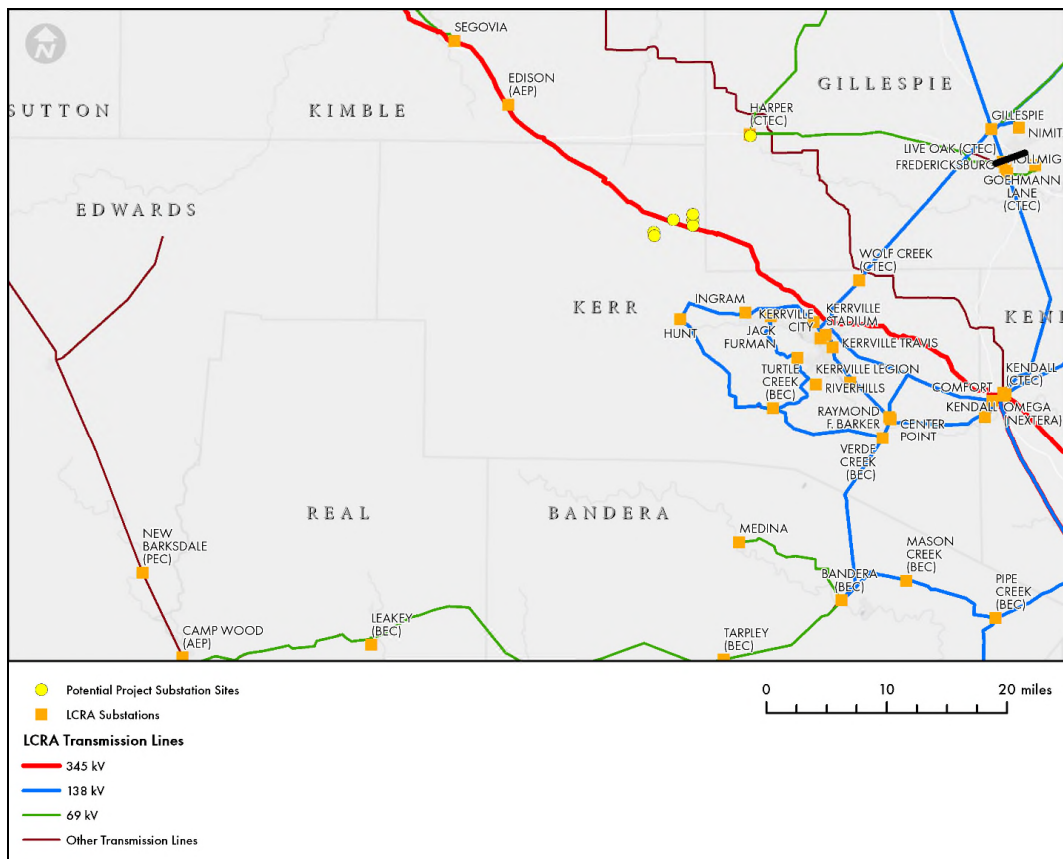 N
SEGOVIA
EDISON
(AEP)
GILLESPIE
SUTTON
KIMBLE
HARPER
(CTEC)
GILLESPIE
NIMIT
LIVE OAK (CTEC)
FREDERICKSBURG
GOEHMANN
LANE
(CTEC)
EDWARDS
WOLF CREEK
(CTEC)
KERR
INGRAM
HUNT
KERRVILLE
CITY
KERRVILLE
STADIUM
JACK
FURMAN
KERRVILLE TRAVIS
KEN
TURTLE
CREEK
(BEC)
KERRVILLE LEGION
RIVERHILLS
KENDALL
(CTEC)
COMFORT
KENDALL
OMEGA
(NEXTERA)
RAYMOND
F. BARKER
CENTER
POINT
VERDE
CREEK
(BEC)
REAL
BANDERA
NEW
BARKSDALE
(PEC)
MEDINA
MASON
CREEK
(BEC)
BANDERA
(BEC)
PIPE
CREEK
(BEC)
CAMP WOOD
(AEP)
LEAKEY
(BEC)
TARPLEY
(BEC)
Potential Project Substation Sites
LCRA Substations
LCRA Transmission Lines
345 kV
138 kV
69 kV
Other Transmission Lines
0 10 20 miles